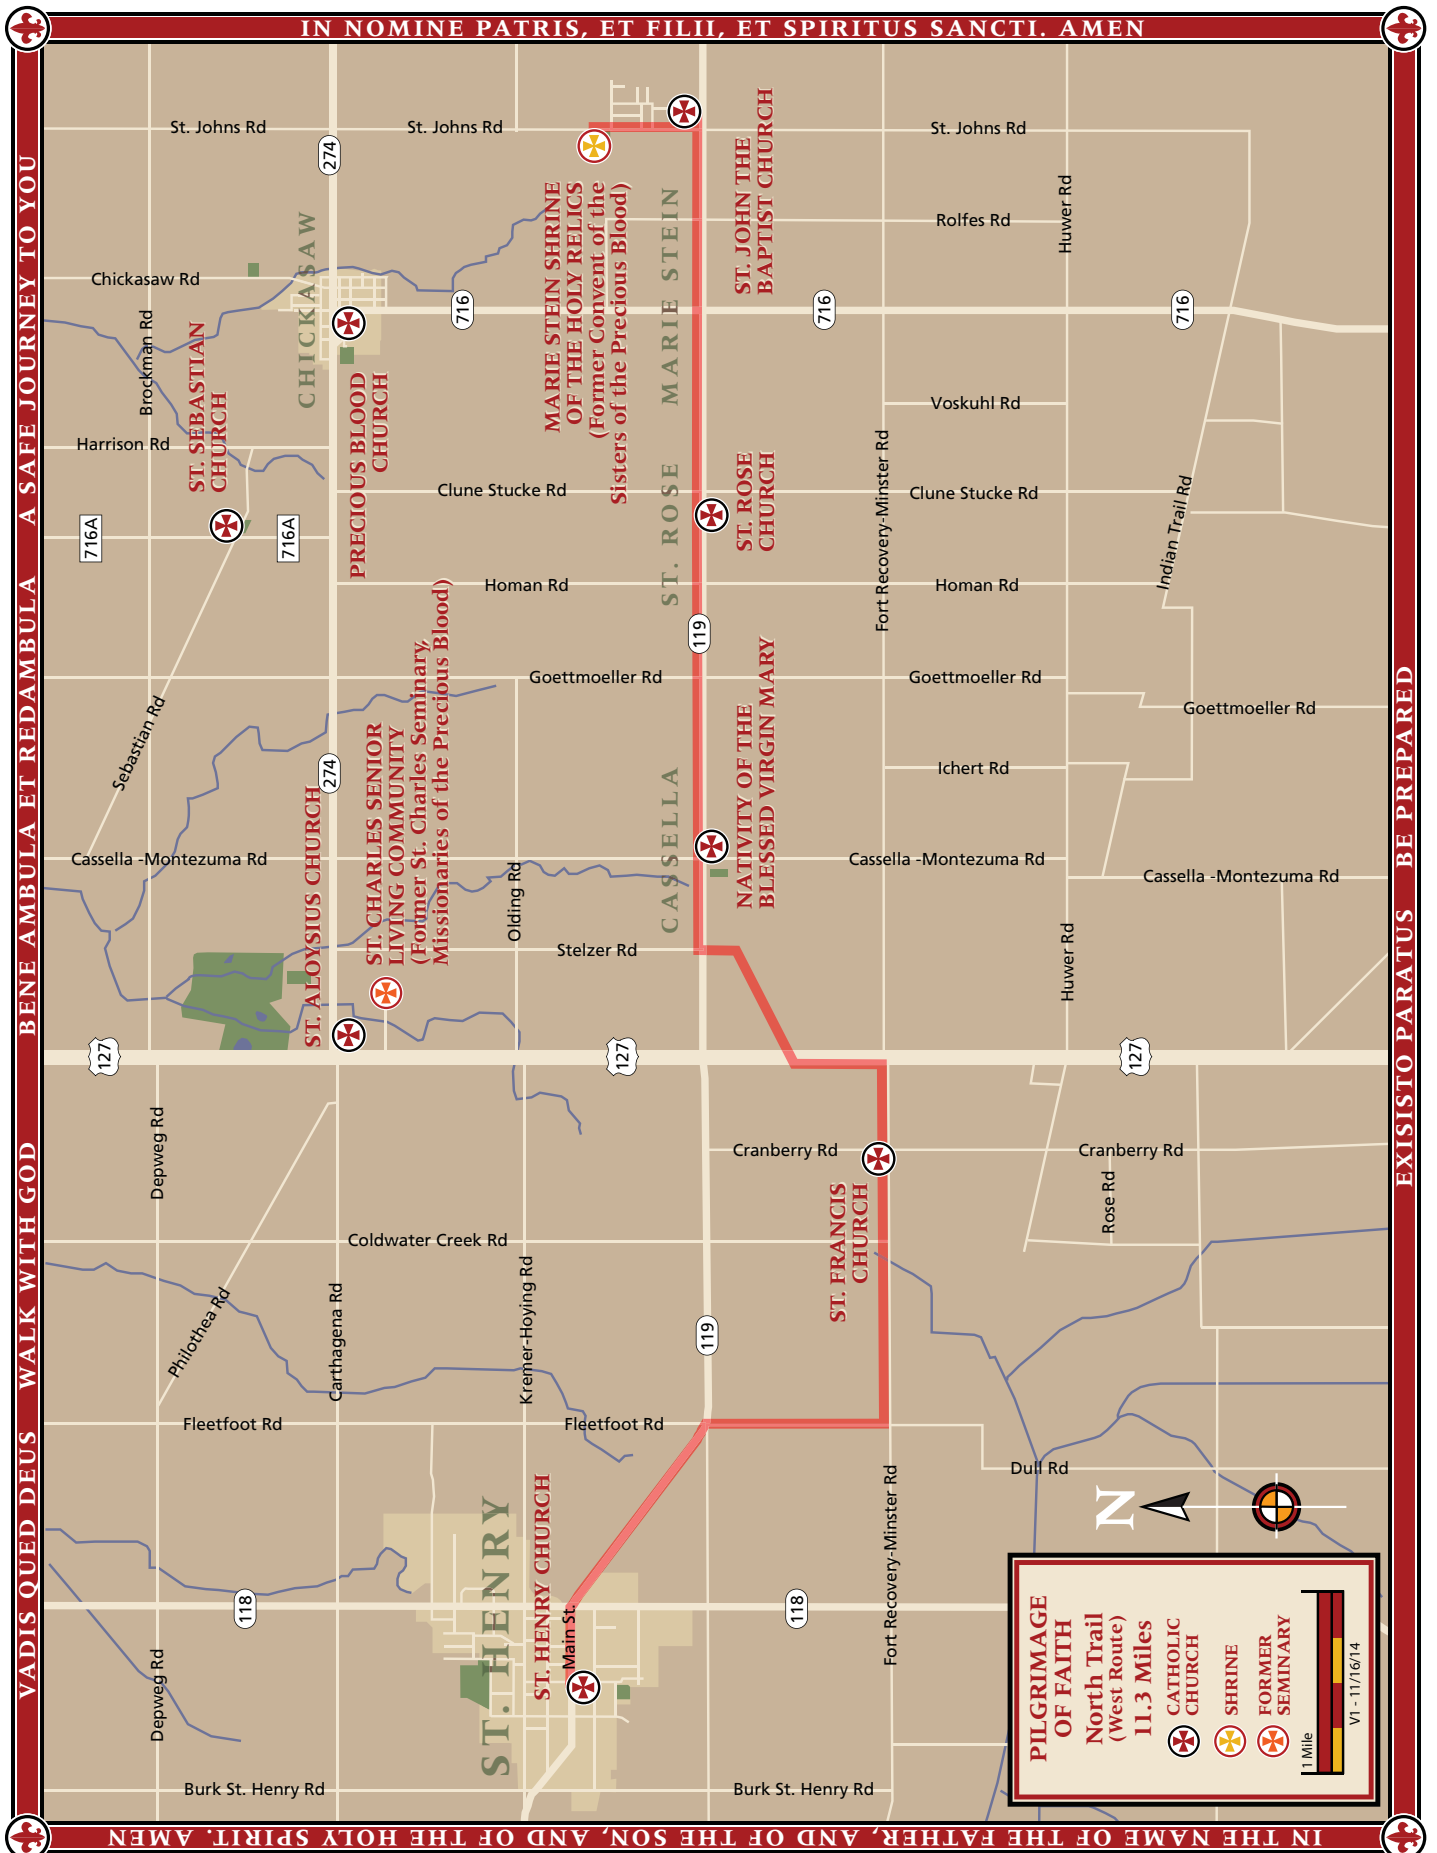 IN NOMINE PATRIS, ET FILII, ET SPIRITUS SANCTI. AMEN
VADIS QUED DEUS WALK WITH GOD BENE AMBULA ET REDAMBULA A SAFE JOURNEY TO YOU
EXISISTO PARATUS BE PREPARED
IN THE NAME OF THE FATHER, AND OF THE SON, AND OF THE HOLY SPIRIT. AMEN
St. Johns Rd
St. Johns Rd
St. Johns Rd
274
ST. JOHN THE
BAPTIST CHURCH
Rolfes Rd
Huwer Rd
MARIE STEIN SHRINE
OF THE HOLY RELICS
(Former Convent of the
Sisters of the Precious Blood)
MARIE STEIN
CHICKASAW
Chickasaw Rd
716
716
716
Brockman Rd
ST. SEBASTIAN
CHURCH
PRECIOUS BLOOD
CHURCH
Harrison Rd
Voskuhl Rd
Clune Stucke Rd
Clune Stucke Rd
ST. ROSE
ST. ROSE
CHURCH
Fort Recovery-Minster Rd
Indian Trail Rd
716A
716A
Homan Rd
Homan Rd
119
Goettmoeller Rd
Goettmoeller Rd
Goettmoeller Rd
Sebastian Rd
274
Ichert Rd
ST. ALOYSIUS CHURCH
ST. CHARLES SENIOR
LIVING COMMUNITY
(Former St. Charles Seminary,
Missionaries of the Precious Blood)
CASSELLA
NATIVITY OF THE
BLESSED VIRGIN MARY
Cassella -Montezuma Rd
Cassella -Montezuma Rd
Cassella -Montezuma Rd
Olding Rd
Stelzer Rd
Huwer Rd
127
127
127
Depweg Rd
Cranberry Rd
Cranberry Rd
Rose Rd
ST. FRANCIS
CHURCH
Coldwater Creek Rd
Philothea Rd
Carthagena Rd
Kremer-Hoying Rd
119
Fleetfoot Rd
Fleetfoot Rd
Dull Rd
ST. HENRY
ST. HENRY CHURCH
Main St.
Fort Recovery-Minster Rd
118
118
Depweg Rd
Burk St. Henry Rd
Burk St. Henry Rd
N
PILGRIMAGE
OF FAITH
North Trail
(West Route)
11.3 Miles
CATHOLIC
CHURCH
SHRINE
FORMER
SEMINARY
1 Mile
V1 - 11/16/14